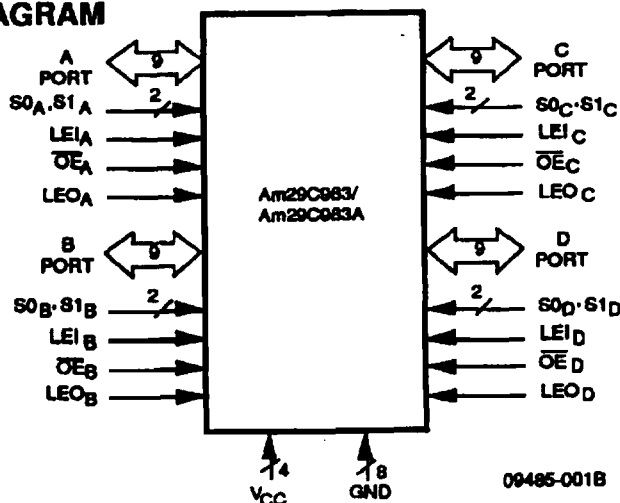 AGRAM
A
PORT
9
S0A, S1A
2
LEIA
OEA
LEOA
B
PORT
9
S0B, S1B
2
LEIB
OEB
LEOB
Am29C983/
Am29C983A
9
C
PORT
2
S0C, S1C
LEIC
OEC
LEOC
9
D
PORT
2
S0D, S1D
LEID
OED
LEOD
4
VCC
8
GND
09485-001B